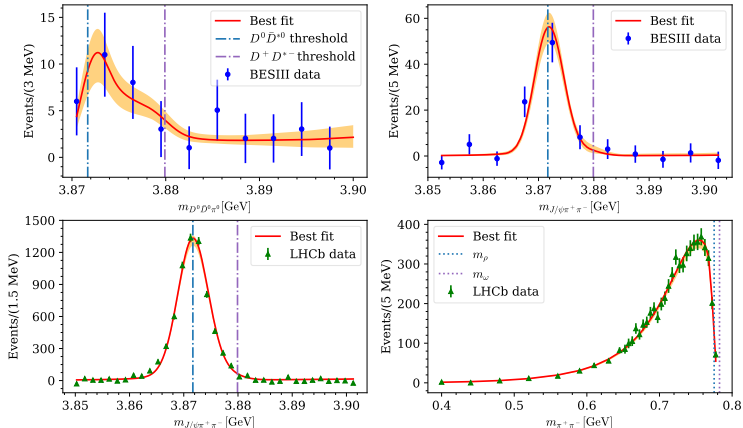 Events/(3 MeV)
15
10
5
0
Best fit
D⁰D̄*⁰ threshold
D⁺D*⁻ threshold
BESIII data
3.87 3.88 3.89 3.90
m_{D⁰D̄⁰π⁰}[GeV]
Events/(5 MeV)
60
40
20
0
Best fit
BESIII data
3.85 3.86 3.87 3.88 3.89 3.90
m_{J/ψπ⁺π⁻}[GeV]
Events/(1.5 MeV)
1500
1200
900
600
300
0
Best fit
LHCb data
3.85 3.86 3.87 3.88 3.89 3.90
m_{J/ψπ⁺π⁻}[GeV]
Events/(5 MeV)
400
300
200
100
0
Best fit
m_ρ
m_ω
LHCb data
0.4 0.5 0.6 0.7 0.8
m_{π⁺π⁻}[GeV]